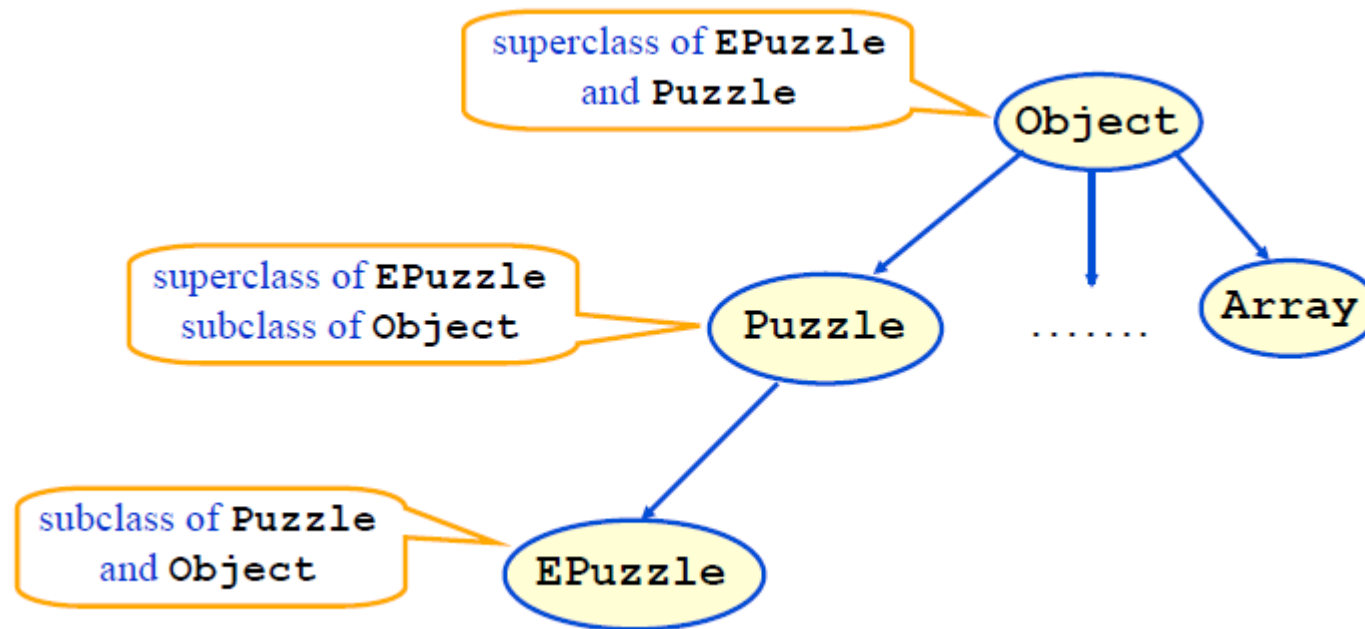 superclass of EPuzzle
and Puzzle
Object
superclass of EPuzzle
subclass of Object
Puzzle
.......
Array
subclass of Puzzle
and Object
EPuzzle